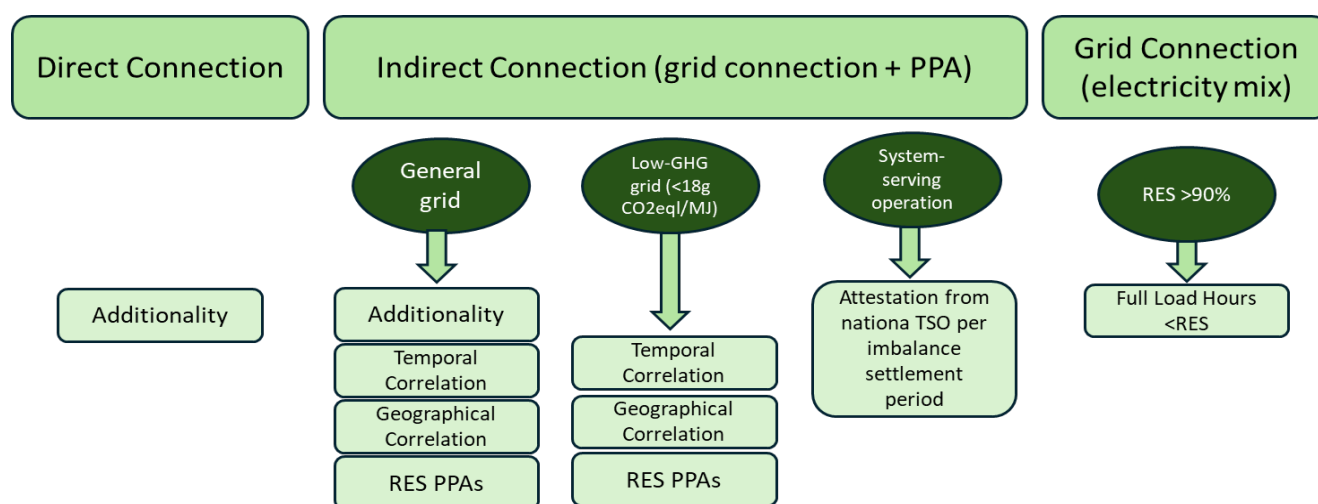 Direct Connection
Indirect Connection (grid connection + PPA)
Grid Connection
(electricity mix)
General
grid
Low-GHG
grid (<18g
CO2eql/MJ)
System-
serving
operation
RES >90%
Additionality
Additionality
Temporal
Correlation
Geographical
Correlation
RES PPAs
Temporal
Correlation
Geographical
Correlation
RES PPAs
Attestation from
nationa TSO per
imbalance
settlement
period
Full Load Hours
<RES